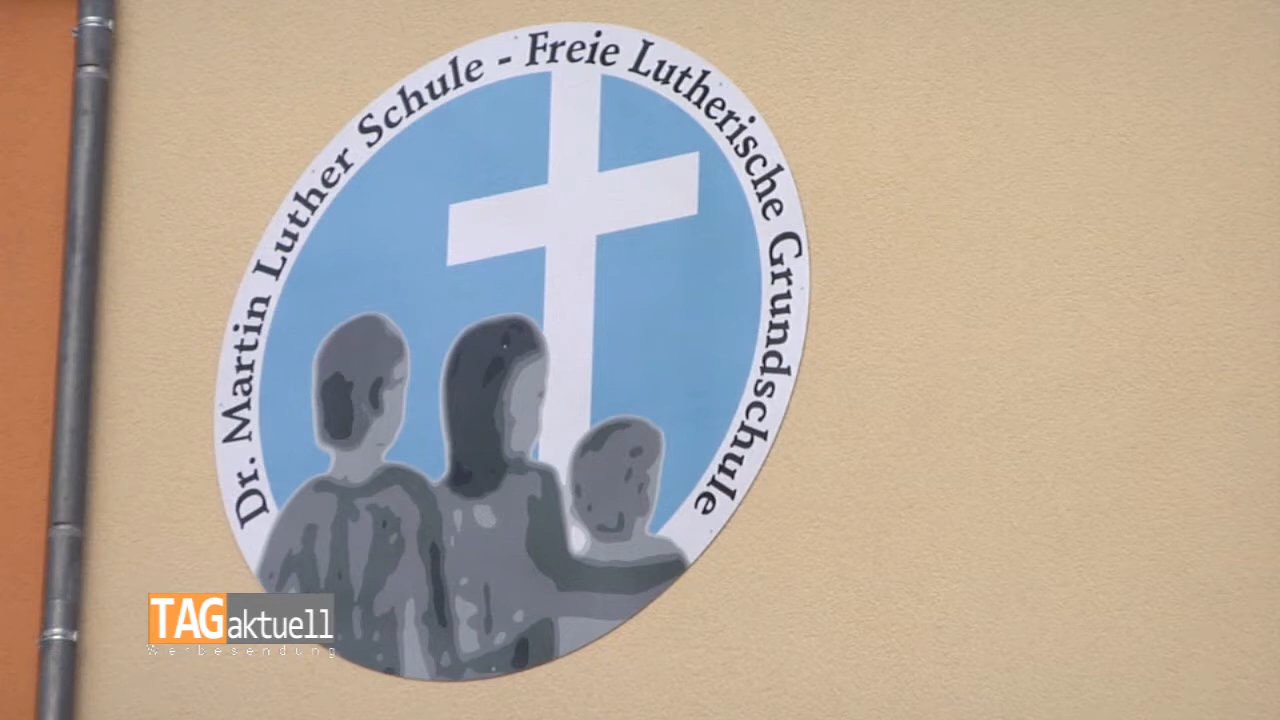 Dr. Martin Luther Schule - Freie Lutherische Grundschule
TAGaktuell
Werbesendung